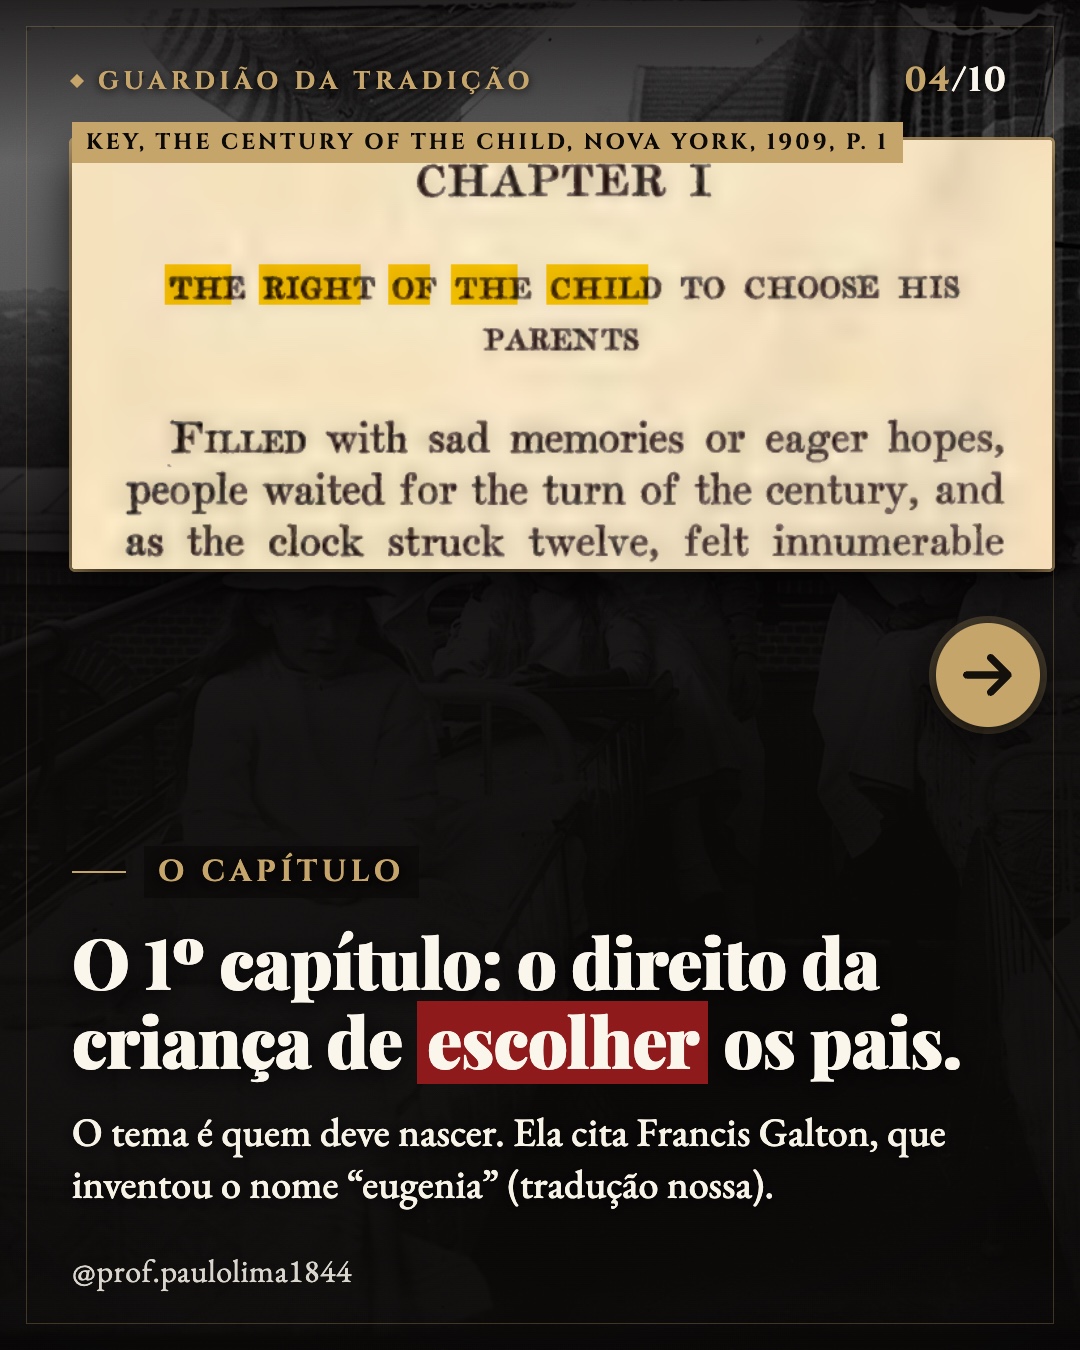 ◆ GUARDIÃO DA TRADIÇÃO
04/10
KEY, THE CENTURY OF THE CHILD, NOVA YORK, 1909, P. 1
CHAPTER I
THE RIGHT OF THE CHILD TO CHOOSE HIS
PARENTS
FILLED with sad memories or eager hopes,
people waited for the turn of the century, and
as the clock struck twelve, felt innumerable
O CAPÍTULO
O 1º capítulo: o direito da
criança de escolher os pais.
O tema é quem deve nascer. Ela cita Francis Galton, que
inventou o nome “eugenia” (tradução nossa).
@prof.paulolima1844